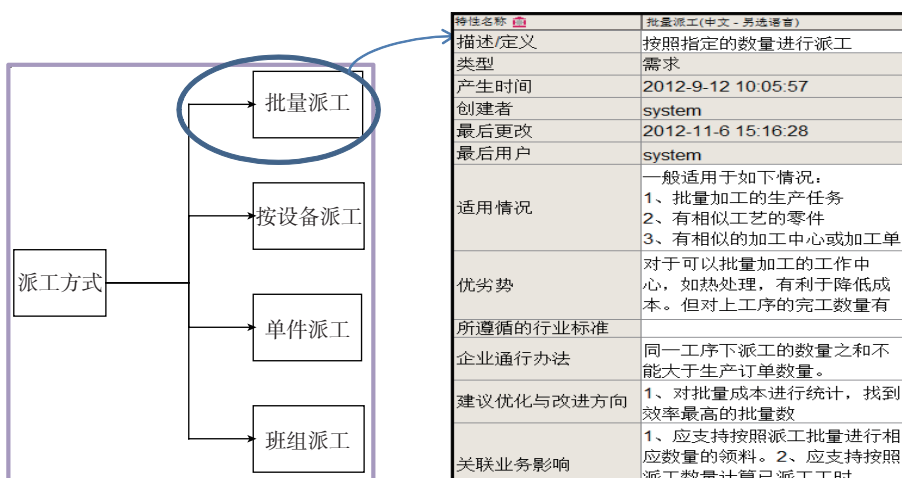 派工方式
批量派工
按设备派工
单件派工
班组派工
特性名称 批量派工(中文 - 另选语言)
描述/定义 按照指定的数量进行派工
类型 需求
产生时间 2012-9-12 10:05:57
创建者 system
最后更改 2012-11-6 15:16:28
最后用户 system
适用情况
一般适用于如下情况：
1、批量加工的生产任务
2、有相似工艺的零件
3、有相似的加工中心或加工单
优劣势
对于可以批量加工的工作中
心，如热处理，有利于降低成
本。但对上工序的完工数量有
所遵循的行业标准
企业通行办法
同一工序下派工的数量之和不
能大于生产订单数量。
建议优化与改进方向
1、对批量成本进行统计，找到
效率最高的批量数
关联业务影响
1、应支持按照派工批量进行相
应数量的领料。2、应支持按照
派工数量计算已派工工时